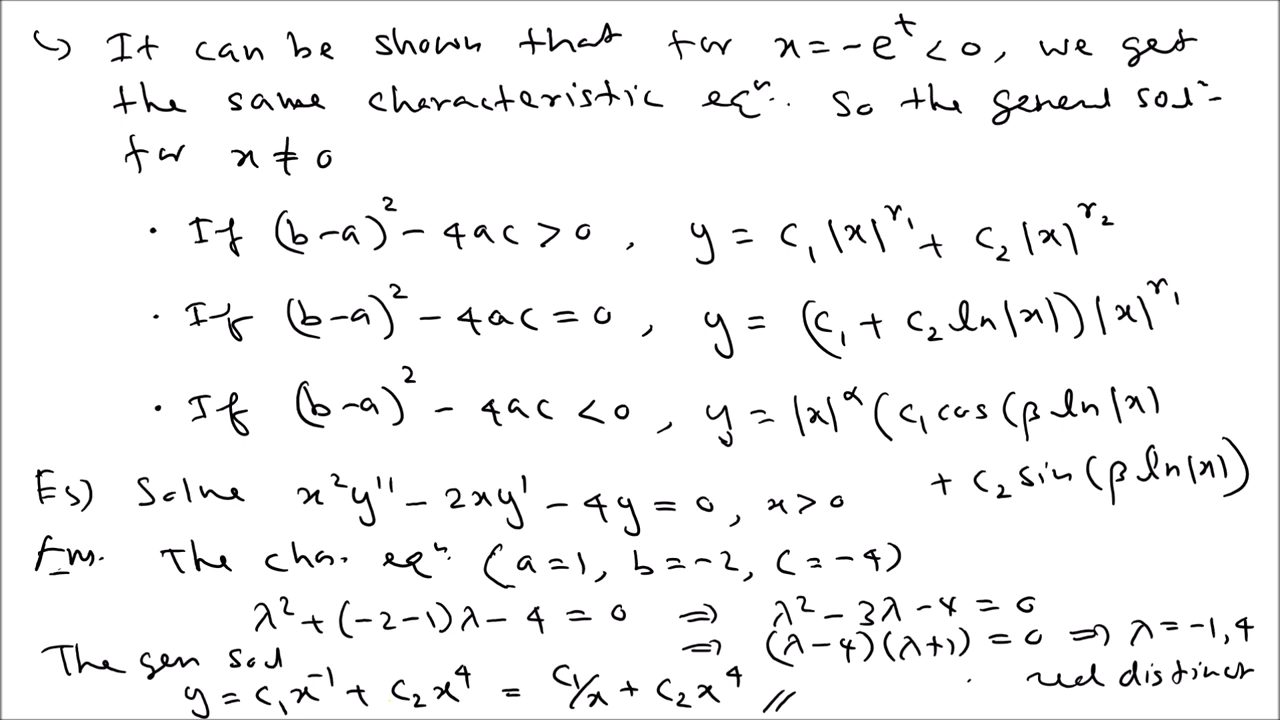 ↳ It can be shown that for x = -e^t < 0, we get
the same characteristic eqⁿ. So the general solⁿ
for x ≠ 0
· If (b-a)² - 4ac > 0 , y = c₁|x|^r₁ + c₂|x|^r₂
· If (b-a)² - 4ac = 0 , y = (c₁ + c₂ ln|x|)|x|^r₁
· If (b-a)² - 4ac < 0 , y = |x|^α (c₁ cos(β ln|x)
+ c₂ sin(β ln|x|)
Eg) Solve x²y'' - 2xy' - 4y = 0, x > 0
The cha. eqⁿ. (a=1, b=-2, c=-4)
λ² + (-2-1)λ - 4 = 0 ⇒ λ² - 3λ - 4 = 0
⇒ (λ-4)(λ+1) = 0 ⇒ λ = -1, 4
real distinct
The gen sol
y = c₁x⁻¹ + c₂x⁴ = c₁/x + c₂x⁴ //